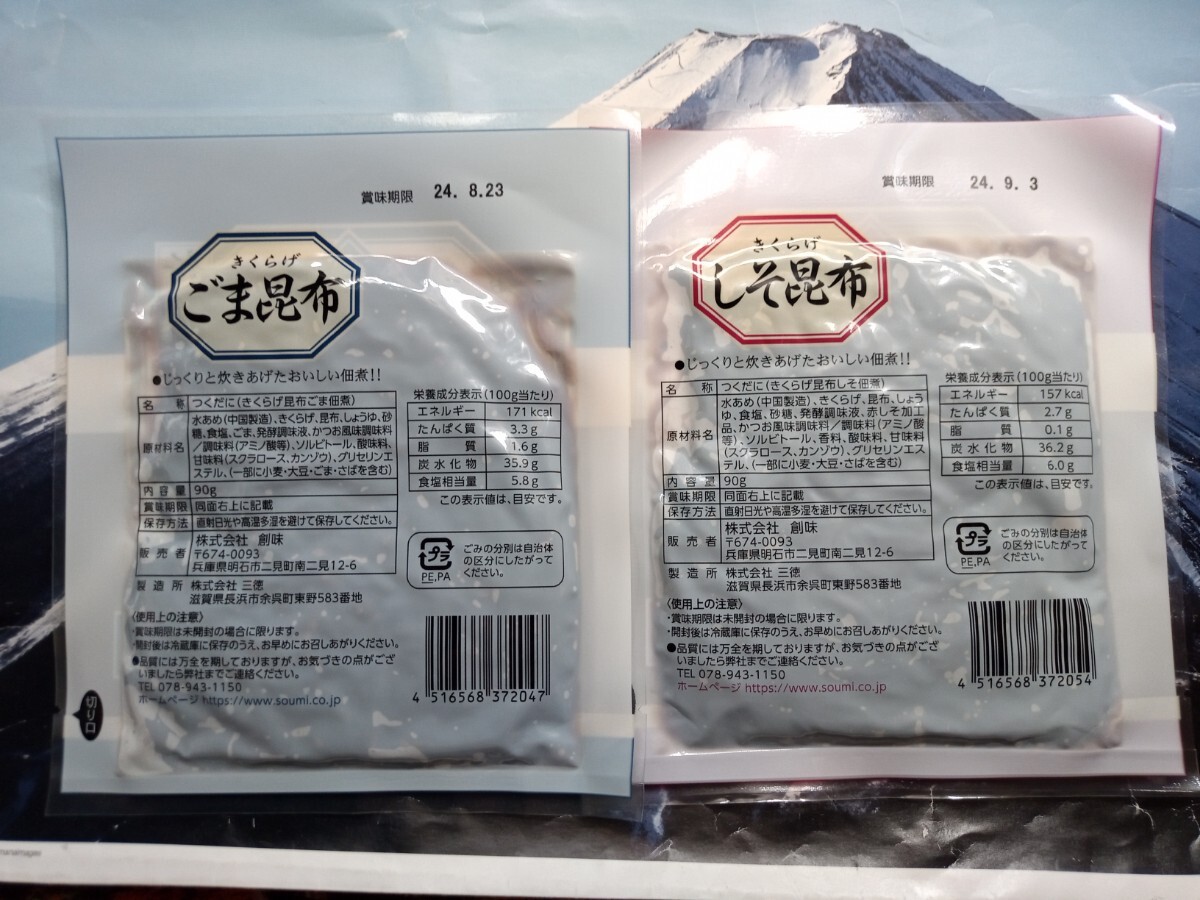 賞味期限 24. 8.23
きくらげ
ごま昆布
●じっくりと炊きあげたおいしい佃煮!!
名 称 つくだに(きくらげ昆布ごま佃煮)
原材料名 水あめ(中国製造)、きくらげ、昆布、しょうゆ、砂
糖、食塩、ごま、発酵調味液、かつお風味調味料
/調味料(アミノ酸等)、ソルビトール、酸味料、
甘味料(スクラロース、カンゾウ)、グリセリンエ
ステル、(一部に小麦・大豆・ごま・さばを含む)
内 容 量 90g
賞味期限 同面右上に記載
保存方法 直射日光や高温多湿を避けて保存してください。
販 売 者 株式会社 創味
〒674-0093
兵庫県明石市二見町南二見12-6
製 造 所 株式会社 三徳
滋賀県長浜市余呉町東野583番地
〈使用上の注意〉
・賞味期限は未開封の場合に限ります。
・開封後は冷蔵庫に保存のうえ、お早めにお召しあがりください。
●品質には万全を期しておりますが、お気づきの点がござ
いましたら弊社までご連絡ください。
TEL 078-943-1150
ホームページ https://www.soumi.co.jp
切り口
栄養成分表示(100g当たり)
エネルギー 171 kcal
たんぱく質 3.3 g
脂 質 1.6 g
炭水化物 35.9 g
食塩相当量 5.8 g
この表示値は、目安です。
プラ
PE,PA
ごみの分別は自治体
の区分にしたがって
ください。
4 516568 372047
賞味期限 24. 9. 3
きくらげ
しそ昆布
●じっくりと炊きあげたおいしい佃煮!!
名 称 つくだに(きくらげ昆布しそ佃煮)
原材料名 水あめ(中国製造)、きくらげ、昆布、しょう
ゆ、食塩、砂糖、発酵調味液、赤しそ加工
品、かつお風味調味料/調味料(アミノ酸
等)、ソルビトール、香料、酸味料、甘味料
(スクラロース、カンゾウ)、グリセリンエス
テル、(一部に小麦・大豆・さばを含む)
内 容 量 90g
賞味期限 同面右上に記載
保存方法 直射日光や高温多湿を避けて保存してください。
販 売 者 株式会社 創味
〒674-0093
兵庫県明石市二見町南二見12-6
製 造 所 株式会社 三徳
滋賀県長浜市余呉町東野583番地
〈使用上の注意〉
・賞味期限は未開封の場合に限ります。
・開封後は冷蔵庫に保存のうえ、お早めにお召しあがりください。
●品質には万全を期しておりますが、お気づきの点がござ
いましたら弊社までご連絡ください。
TEL 078-943-1150
ホームページ https://www.soumi.co.jp
栄養成分表示(100g当たり)
エネルギー 157 kcal
たんぱく質 2.7 g
脂 質 0.1 g
炭水化物 36.2 g
食塩相当量 6.0 g
この表示値は、目安です。
プラ
PE,PA
ごみの分別は自治体
の区分にしたがって
ください。
4 516568 372054